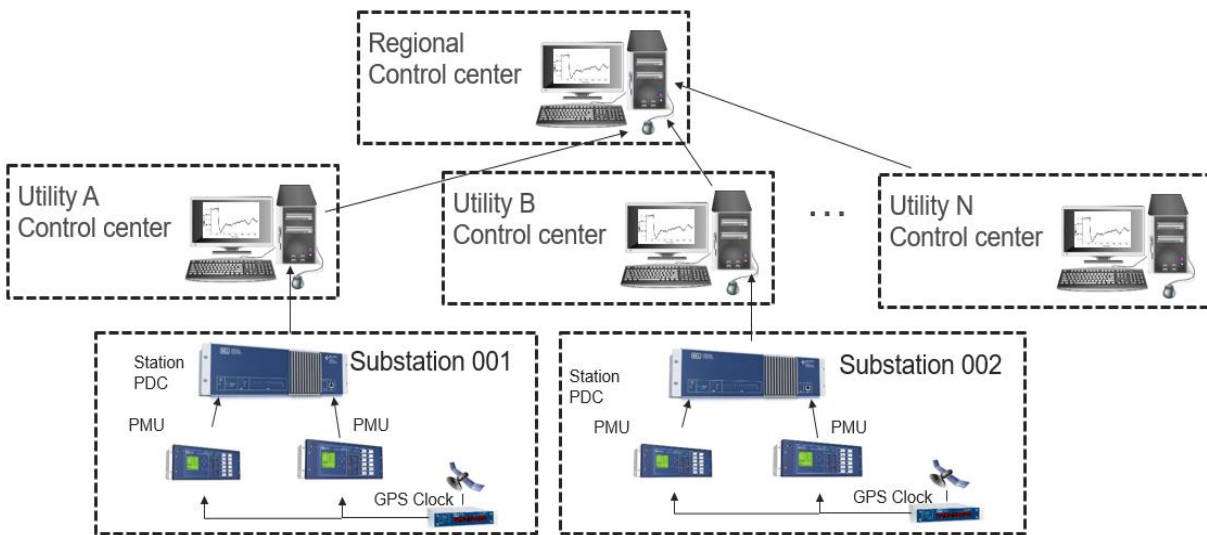 Regional
Control center
Utility A
Control center
Utility B
Control center
...
Utility N
Control center
Station
PDC
Substation 001
PMU
PMU
GPS Clock
Station
PDC
Substation 002
PMU
PMU
GPS Clock